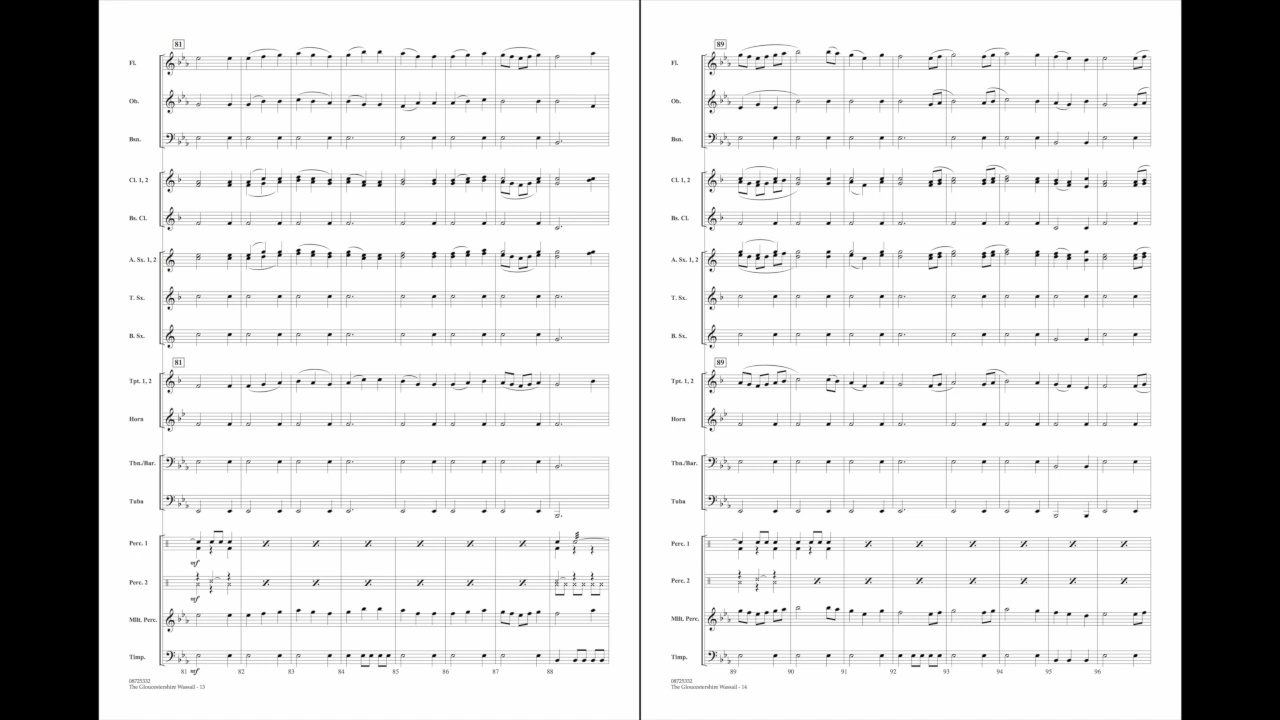 81
Fl.
Ob.
Bsn.
Cl. 1, 2
Bs. Cl.
A. Sx. 1, 2
T. Sx.
B. Sx.
81
Tpt. 1, 2
Horn
Tbn./Bar.
Tuba
Perc. 1
mf
Perc. 2
mf
Mlt. Perc.
Timp.
81 mf 82 83 84 85 86 87 88
08725332
The Gloucestershire Wassail - 13
89
Fl.
Ob.
Bsn.
Cl. 1, 2
Bs. Cl.
A. Sx. 1, 2
T. Sx.
B. Sx.
89
Tpt. 1, 2
Horn
Tbn./Bar.
Tuba
Perc. 1
Perc. 2
Mlt. Perc.
Timp.
89 90 91 92 93 94 95 96
08725332
The Gloucestershire Wassail - 14